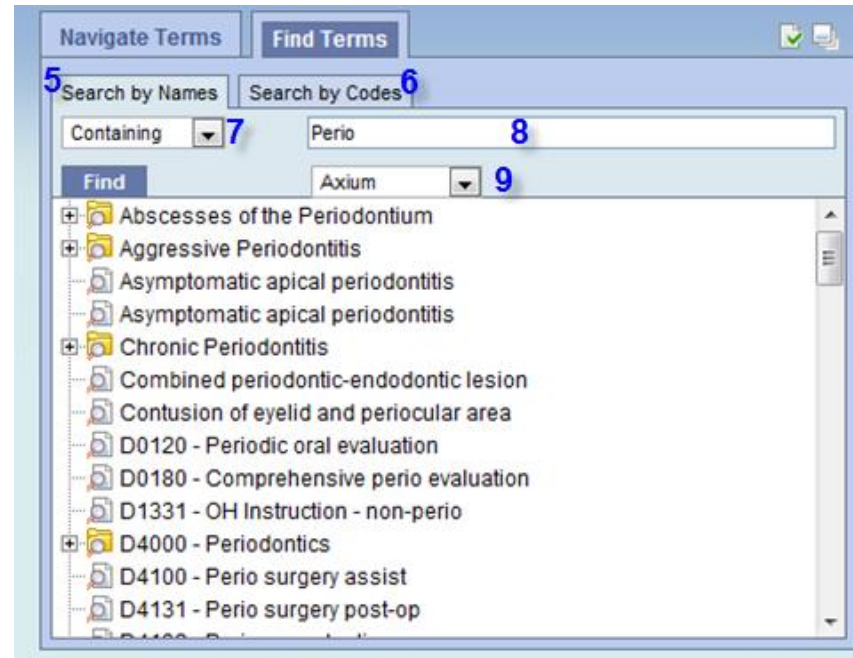 Navigate Terms Find Terms
5 Search by Names Search by Codes 6
Containing 7 Perio 8
Find Axium 9
Abscesses of the Periodontium
Aggressive Periodontitis
Asymptomatic apical periodontitis
Asymptomatic apical periodontitis
Chronic Periodontitis
Combined periodontic-endodontic lesion
Contusion of eyelid and periocular area
D0120 - Periodic oral evaluation
D0180 - Comprehensive perio evaluation
D1331 - OH Instruction - non-perio
D4000 - Periodontics
D4100 - Perio surgery assist
D4131 - Perio surgery post-op